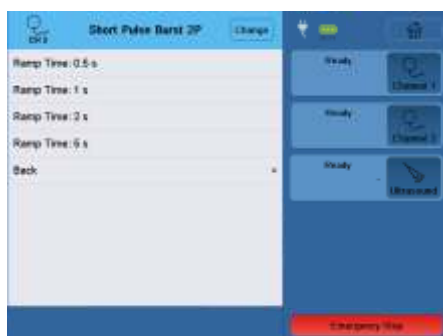 CH 2
Short Pulse Burst 2P
Change
Ramp Time: 0.5 s
Ramp Time: 1 s
Ramp Time: 2 s
Ramp Time: 5 s
Back
Ready
Channel 1
Ready
Channel 2
Ready
Ultrasound
Emergency Stop